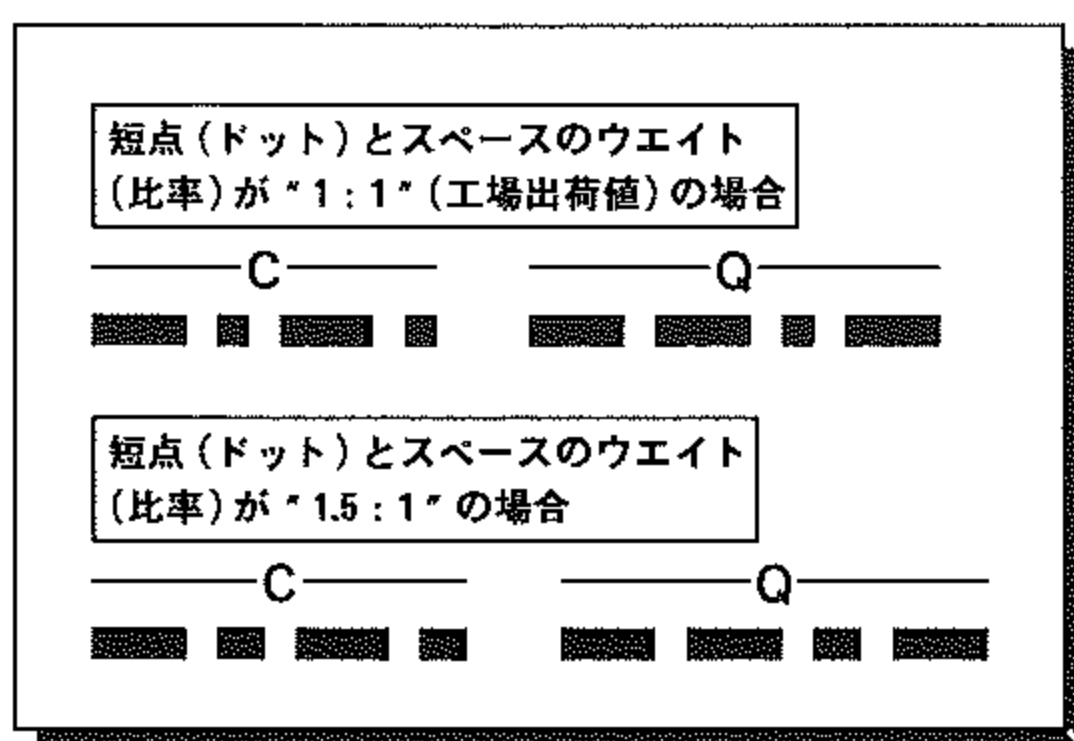 短点(ドット)とスペースのウエイト
(比率)が〝1:1〞(工場出荷値)の場合
C Q
短点(ドット)とスペースのウエイト
(比率)が〝1.5:1〞の場合
C Q